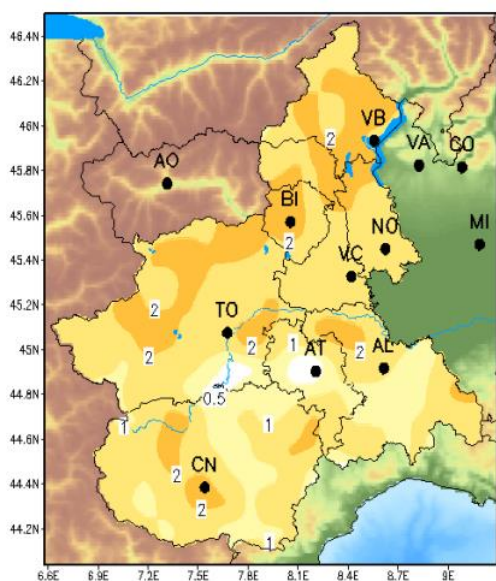 46.4N
46.2N
46N
45.8N
45.6N
45.4N
45.2N
45N
44.8N
44.6N
44.4N
44.2N
2
VB
VA
CO
AO
BI
NO
MI
2
VC
2
TO
2
1
2
AT
2
AL
0.5
1
1
2
CN
2
1
6.6E 6.9E 7.2E 7.5E 7.8E 8.1E 8.4E 8.7E 9E